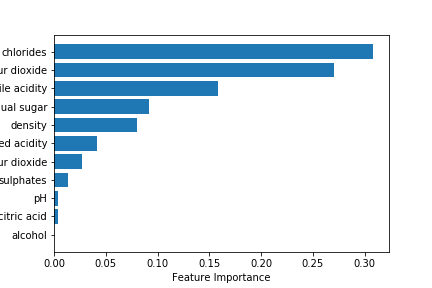 chlorides
ur dioxide
ile acidity
ual sugar
density
ed acidity
ur dioxide
sulphates
pH
citric acid
alcohol
0.00 0.05 0.10 0.15 0.20 0.25 0.30
Feature Importance